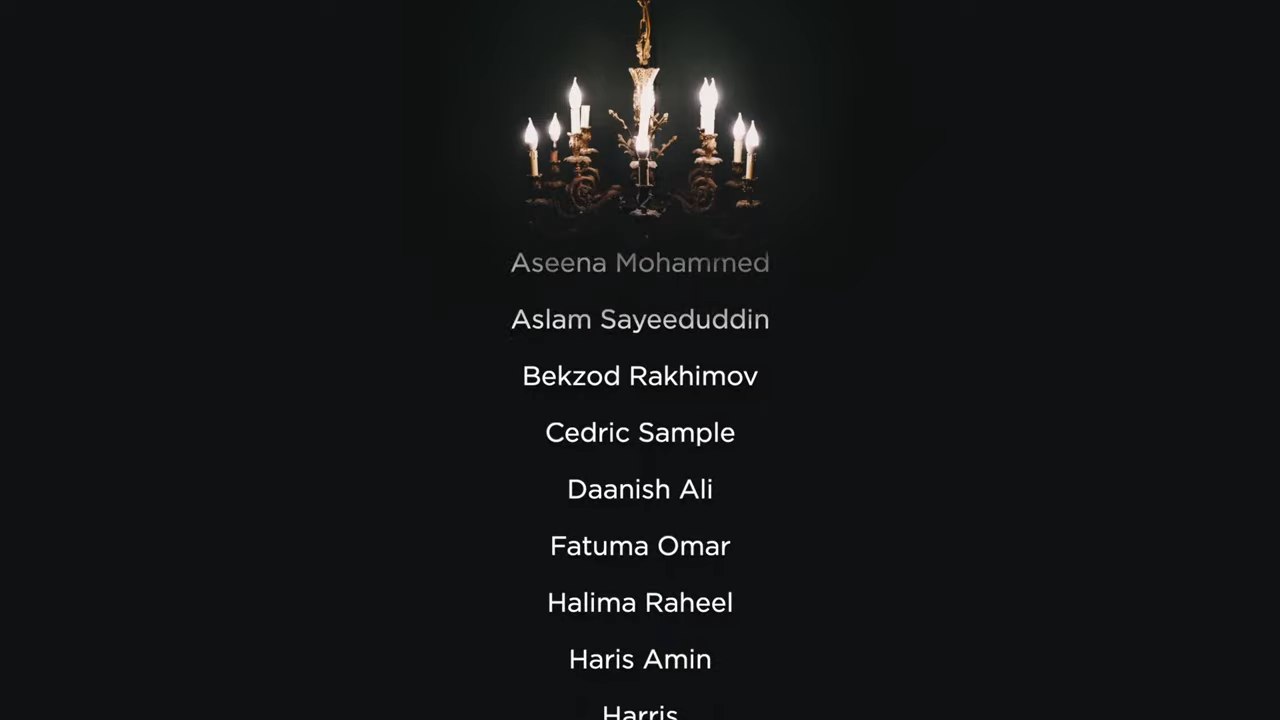 Aseena Mohammed
Aslam Sayeeduddin
Bekzod Rakhimov
Cedric Sample
Daanish Ali
Fatuma Omar
Halima Raheel
Haris Amin
Harris